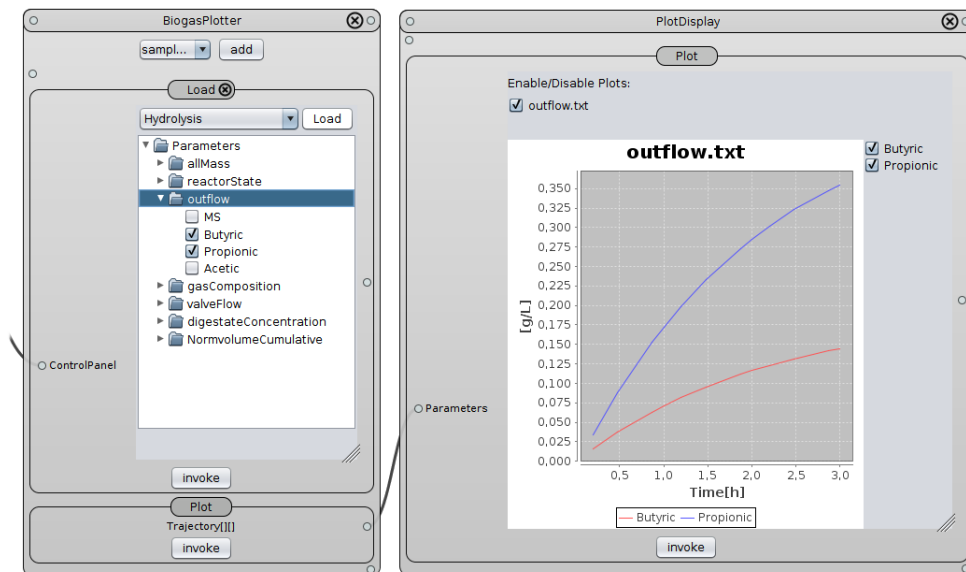 BiogasPlotter
sampl... add
Load
Hydrolysis Load
Parameters
allMass
reactorState
outflow
MS
Butyric
Propionic
Acetic
gasComposition
valveFlow
digestateConcentration
NormvolumeCumulative
ControlPanel
invoke
Plot
Trajectory[][]
invoke
PlotDisplay
Plot
Enable/Disable Plots:
outflow.txt
Parameters
outflow.txt
Butyric
Propionic
[g/L]
0,350
0,325
0,300
0,275
0,250
0,225
0,200
0,175
0,150
0,125
0,100
0,075
0,050
0,025
0,000
0,5 1,0 1,5 2,0 2,5 3,0
Time[h]
Butyric Propionic
invoke